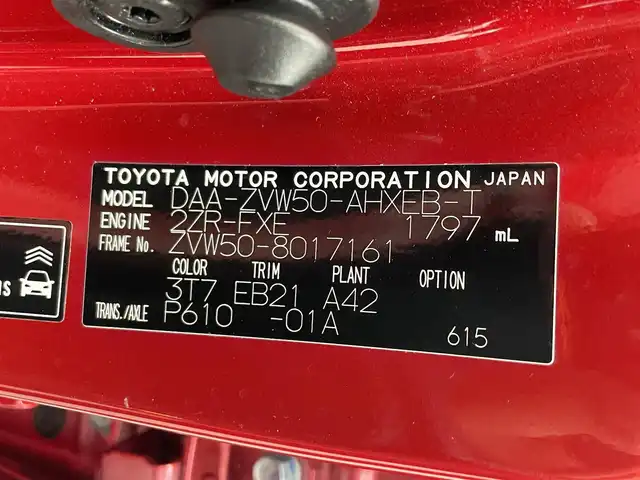 TOYOTA MOTOR CORPORATION JAPAN
MODEL DAA-ZVW50-AHXEB-T
ENGINE 2ZR-FXE 1797 mL
FRAME No. ZVW50-8017161
COLOR TRIM PLANT OPTION
3T7 EB21 A42
TRANS./AXLE P610 -01A
615